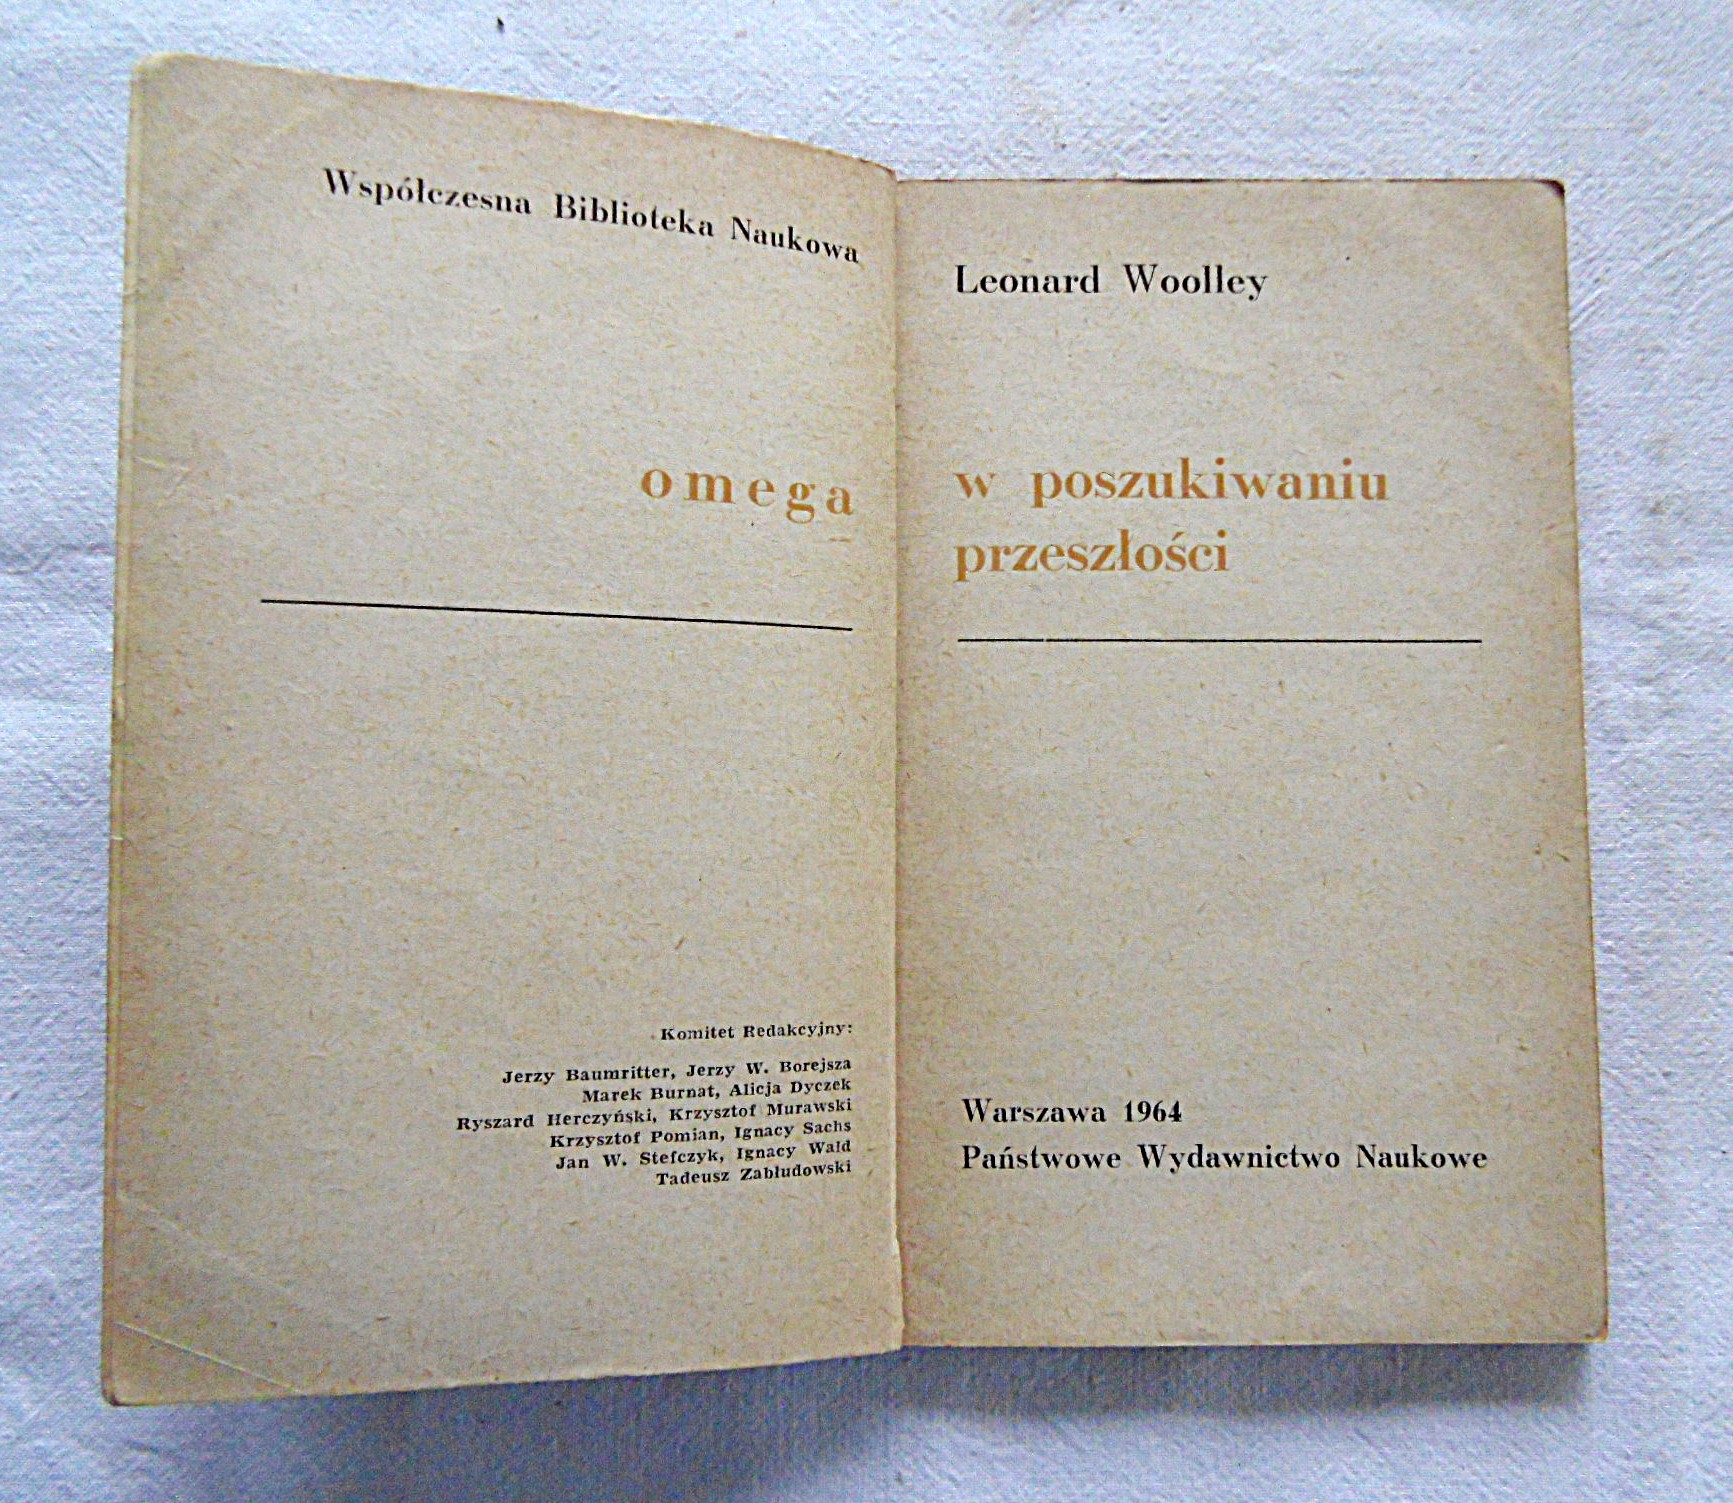 Współczesna Biblioteka Naukowa
omega
Komitet Redakcyjny:
Jerzy Baumritter, Jerzy W. Borejsza
Marek Burnat, Alicja Dyczek
Ryszard Herczyński, Krzysztof Murawski
Krzysztof Pomian, Ignacy Sachs
Jan W. Stefczyk, Ignacy Wald
Tadeusz Zabłudowski
Leonard Woolley
w poszukiwaniu
przeszłości
Warszawa 1964
Państwowe Wydawnictwo Naukowe